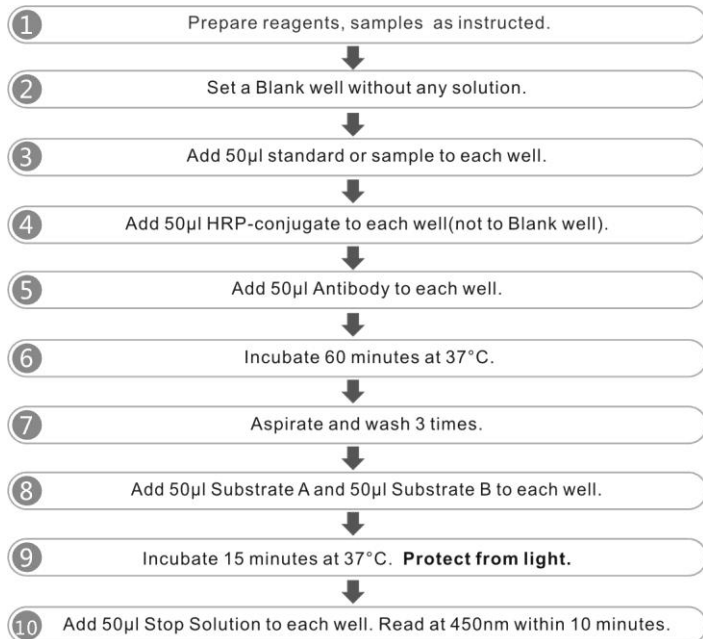 1 Prepare reagents, samples as instructed.
2 Set a Blank well without any solution.
3 Add 50μl standard or sample to each well.
4 Add 50μl HRP-conjugate to each well(not to Blank well).
5 Add 50μl Antibody to each well.
6 Incubate 60 minutes at 37°C.
7 Aspirate and wash 3 times.
8 Add 50μl Substrate A and 50μl Substrate B to each well.
9 Incubate 15 minutes at 37°C. Protect from light.
10 Add 50μl Stop Solution to each well. Read at 450nm within 10 minutes.